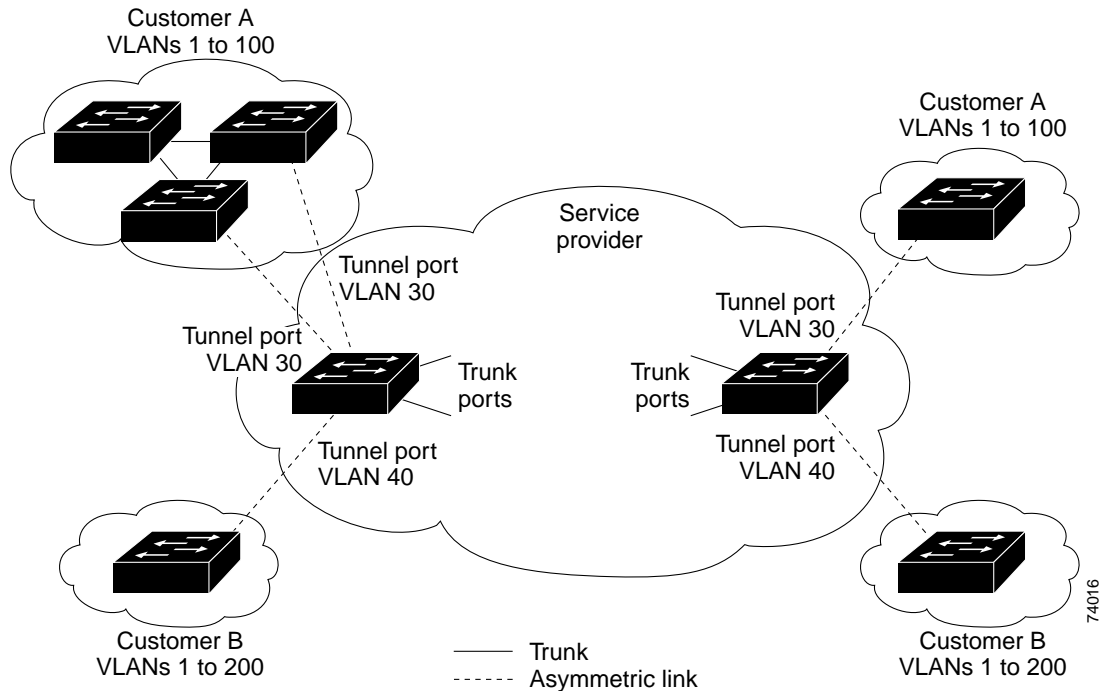 Customer A
VLANs 1 to 100
Customer A
VLANs 1 to 100
Service
provider
Tunnel port
VLAN 30
Tunnel port
VLAN 30
Tunnel port
VLAN 30
Trunk
ports
Trunk
ports
Tunnel port
VLAN 40
Tunnel port
VLAN 40
74016
Customer B
VLANs 1 to 200
Customer B
VLANs 1 to 200
Trunk
Asymmetric link